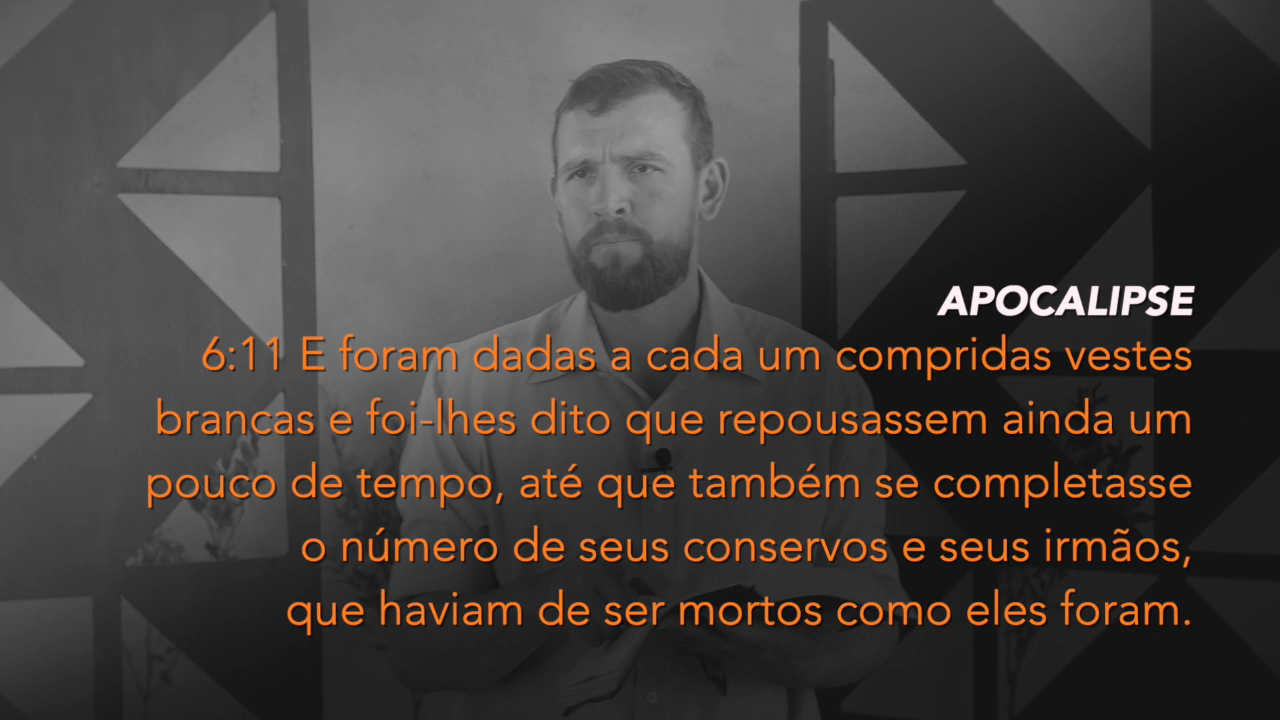 APOCALIPSE
6:11 E foram dadas a cada um compridas vestes
brancas e foi-lhes dito que repousassem ainda um
pouco de tempo, até que também se completasse
o número de seus conservos e seus irmãos,
que haviam de ser mortos como eles foram.